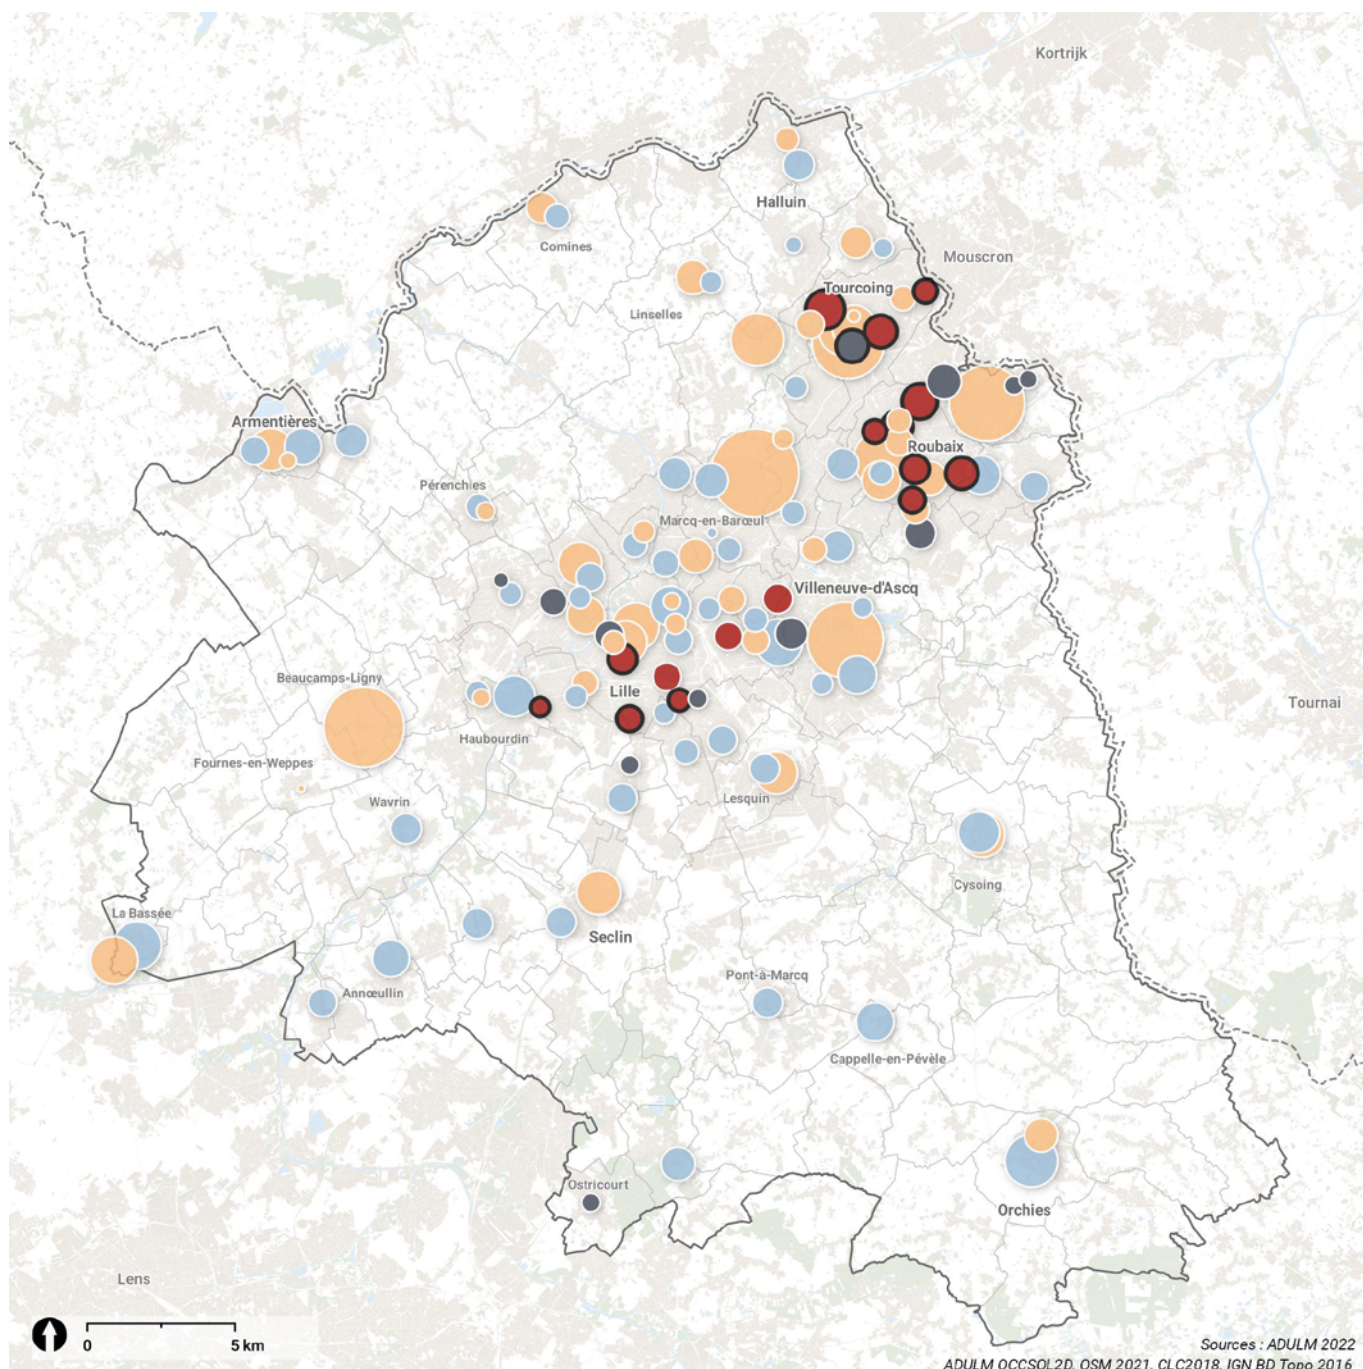 Kortrijk
Halluin
Comines
Mouscron
Tourcoing
Linselles
Armentières
Roubaix
Pérenchies
Marcq-en-Barœul
Villeneuve-d'Ascq
Beaucamps-Ligny
Lille
Tournai
Haubourdin
Fournes-en-Weppes
Wavrin
Lesquin
Cysoing
La Bassée
Seclin
Pont-à-Marcq
Annœullin
Cappelle-en-Pévèle
Ostricourt
Orchies
Lens
0 5 km
Sources : ADULM 2022
ADULM OCCSOL2D, OSM 2021, CLC2018, IGN BD Topo 2016